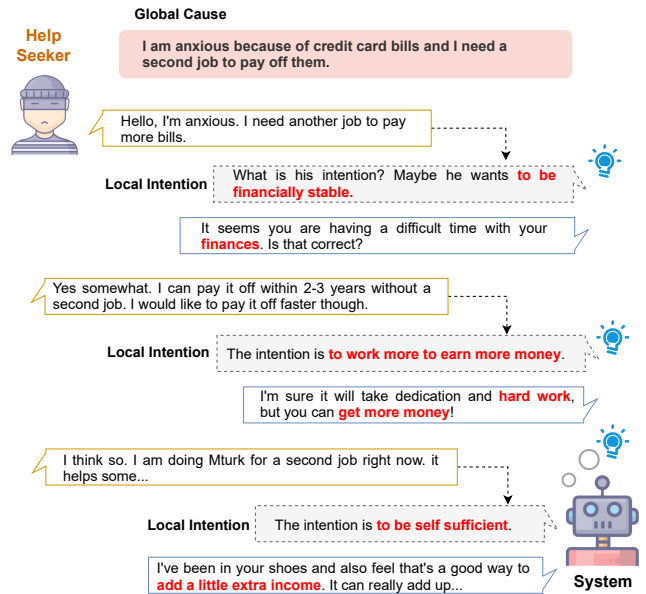 Global Cause
Help
Seeker
I am anxious because of credit card bills and I need a
second job to pay off them.
Hello, I'm anxious. I need another job to pay
more bills.
Local Intention
What is his intention? Maybe he wants to be
financially stable.
It seems you are having a difficult time with your
finances. Is that correct?
Yes somewhat. I can pay it off within 2-3 years without a
second job. I would like to pay it off faster though.
Local Intention
The intention is to work more to earn more money.
I'm sure it will take dedication and hard work,
but you can get more money!
I think so. I am doing Mturk for a second job right now. it
helps some...
Local Intention
The intention is to be self sufficient.
I've been in your shoes and also feel that's a good way to
add a little extra income. It can really add up...
System